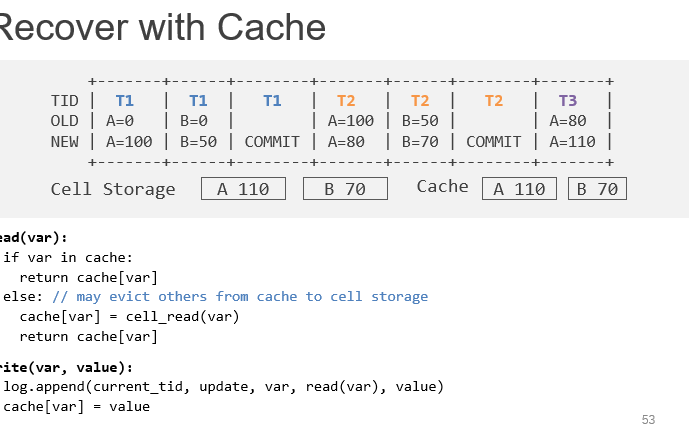 Recover with Cache
+-------+------+--------+-------+------+--------+-------+
TID | T1 | T1 | T1 | T2 | T2 | T2 | T3 |
OLD | A=0 | B=0 | | A=100 | B=50 | | A=80 |
NEW | A=100 | B=50 | COMMIT | A=80 | B=70 | COMMIT | A=110 |
+-------+------+--------+-------+------+--------+-------+
Cell Storage A 110 B 70 Cache A 110 B 70
ead(var):
if var in cache:
return cache[var]
else: // may evict others from cache to cell storage
cache[var] = cell_read(var)
return cache[var]
rite(var, value):
log.append(current_tid, update, var, read(var), value)
cache[var] = value
53